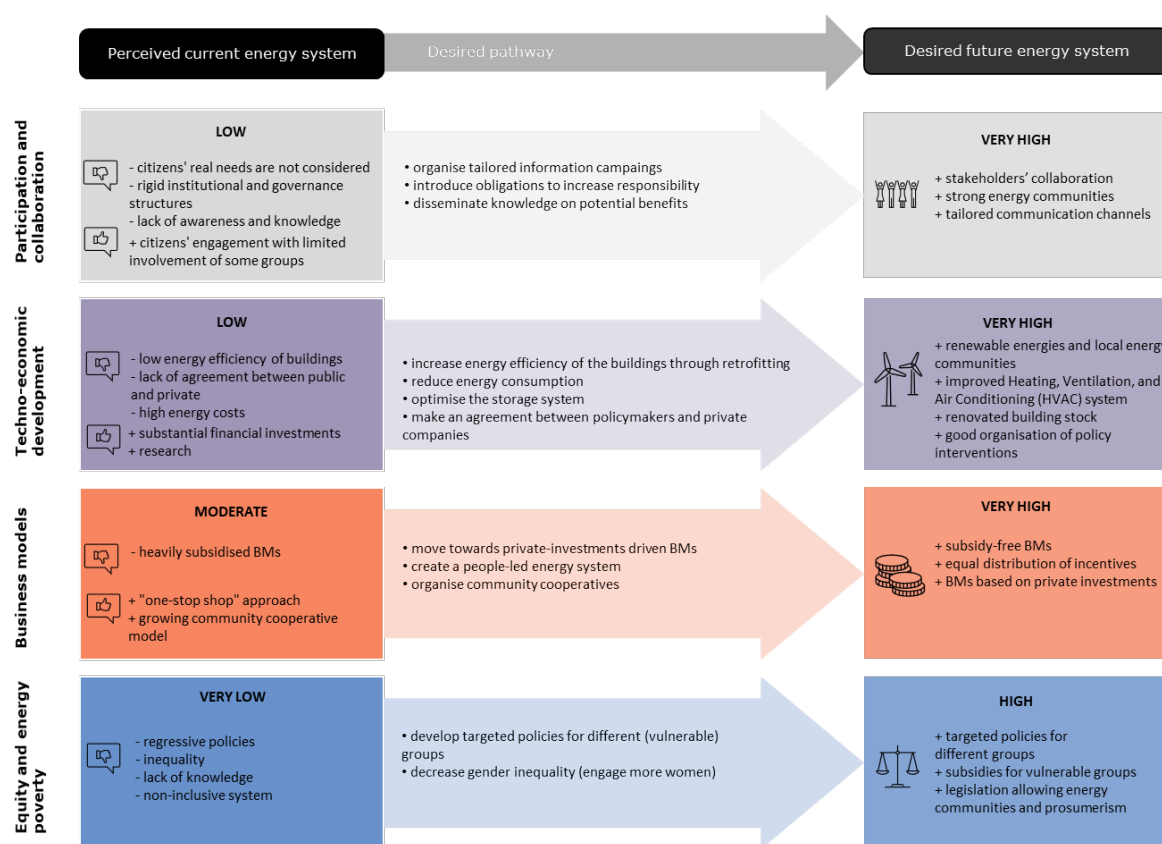 Perceived current energy system
Desired pathway
Desired future energy system
Participation and
collaboration
LOW
- citizens' real needs are not considered
- rigid institutional and governance
structures
- lack of awareness and knowledge
+ citizens' engagement with limited
involvement of some groups
• organise tailored information campaings
• introduce obligations to increase responsibility
• disseminate knowledge on potential benefits
VERY HIGH
+ stakeholders' collaboration
+ strong energy communities
+ tailored communication channels
Techno-economic
development
LOW
- low energy efficiency of buildings
- lack of agreement between public
and private
- high energy costs
+ substantial financial investments
+ research
• increase energy efficiency of the buildings through retrofitting
• reduce energy consumption
• optimise the storage system
• make an agreement between policymakers and private
companies
VERY HIGH
+ renewable energies and local energy
communities
+ improved Heating, Ventilation, and
Air Conditioning (HVAC) system
+ renovated building stock
+ good organisation of policy
interventions
Business models
MODERATE
- heavily subsidised BMs
+ "one-stop shop" approach
+ growing community cooperative
model
• move towards private-investments driven BMs
• create a people-led energy system
• organise community cooperatives
VERY HIGH
+ subsidy-free BMs
+ equal distribution of incentives
+ BMs based on private investments
Equity and energy
poverty
VERY LOW
- regressive policies
- inequality
- lack of knowledge
- non-inclusive system
• develop targeted policies for different (vulnerable)
groups
• decrease gender inequality (engage more women)
HIGH
+ targeted policies for
different groups
+ subsidies for vulnerable groups
+ legislation allowing energy
communities and prosumerism